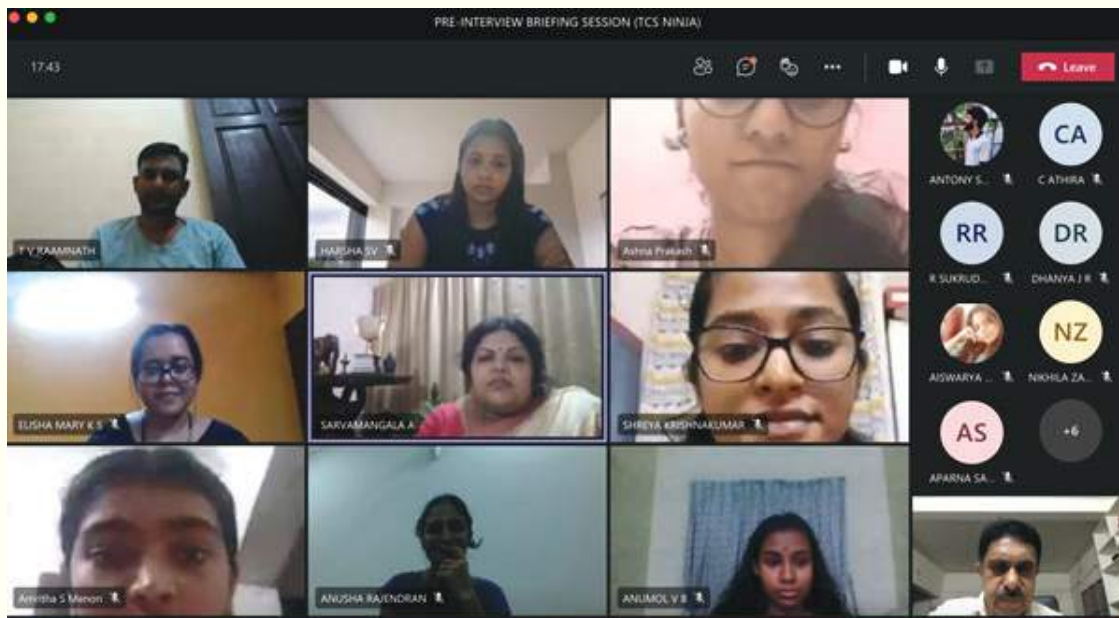 PRE-INTERVIEW BRIEFING SESSION (TCS NINJA)
17:43
Leave
T V RAAMNATH
HARSHA SV
Ashna Prakash
ANTONY S...
CA
C ATHIRA
RR
R SUKRUD...
DR
DHANYA J R
ELISHA MARY K S
SARVAMANGALA A
SHREYA KRISHNAKUMAR
AISWARYA ...
NZ
NIKHILA ZA...
AS
APARNA SA...
+6
Amritha S Menon
ANUSHA RAJENDRAN
ANUMOL V B